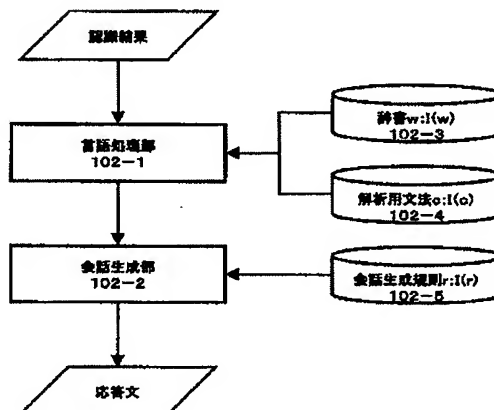 認識結果
辞書w:I(w)
102-3
言語処理部
102-1
解析用文法c:I(c)
102-4
会話生成部
102-2
会話生成規則r:I(r)
102-5
応答文